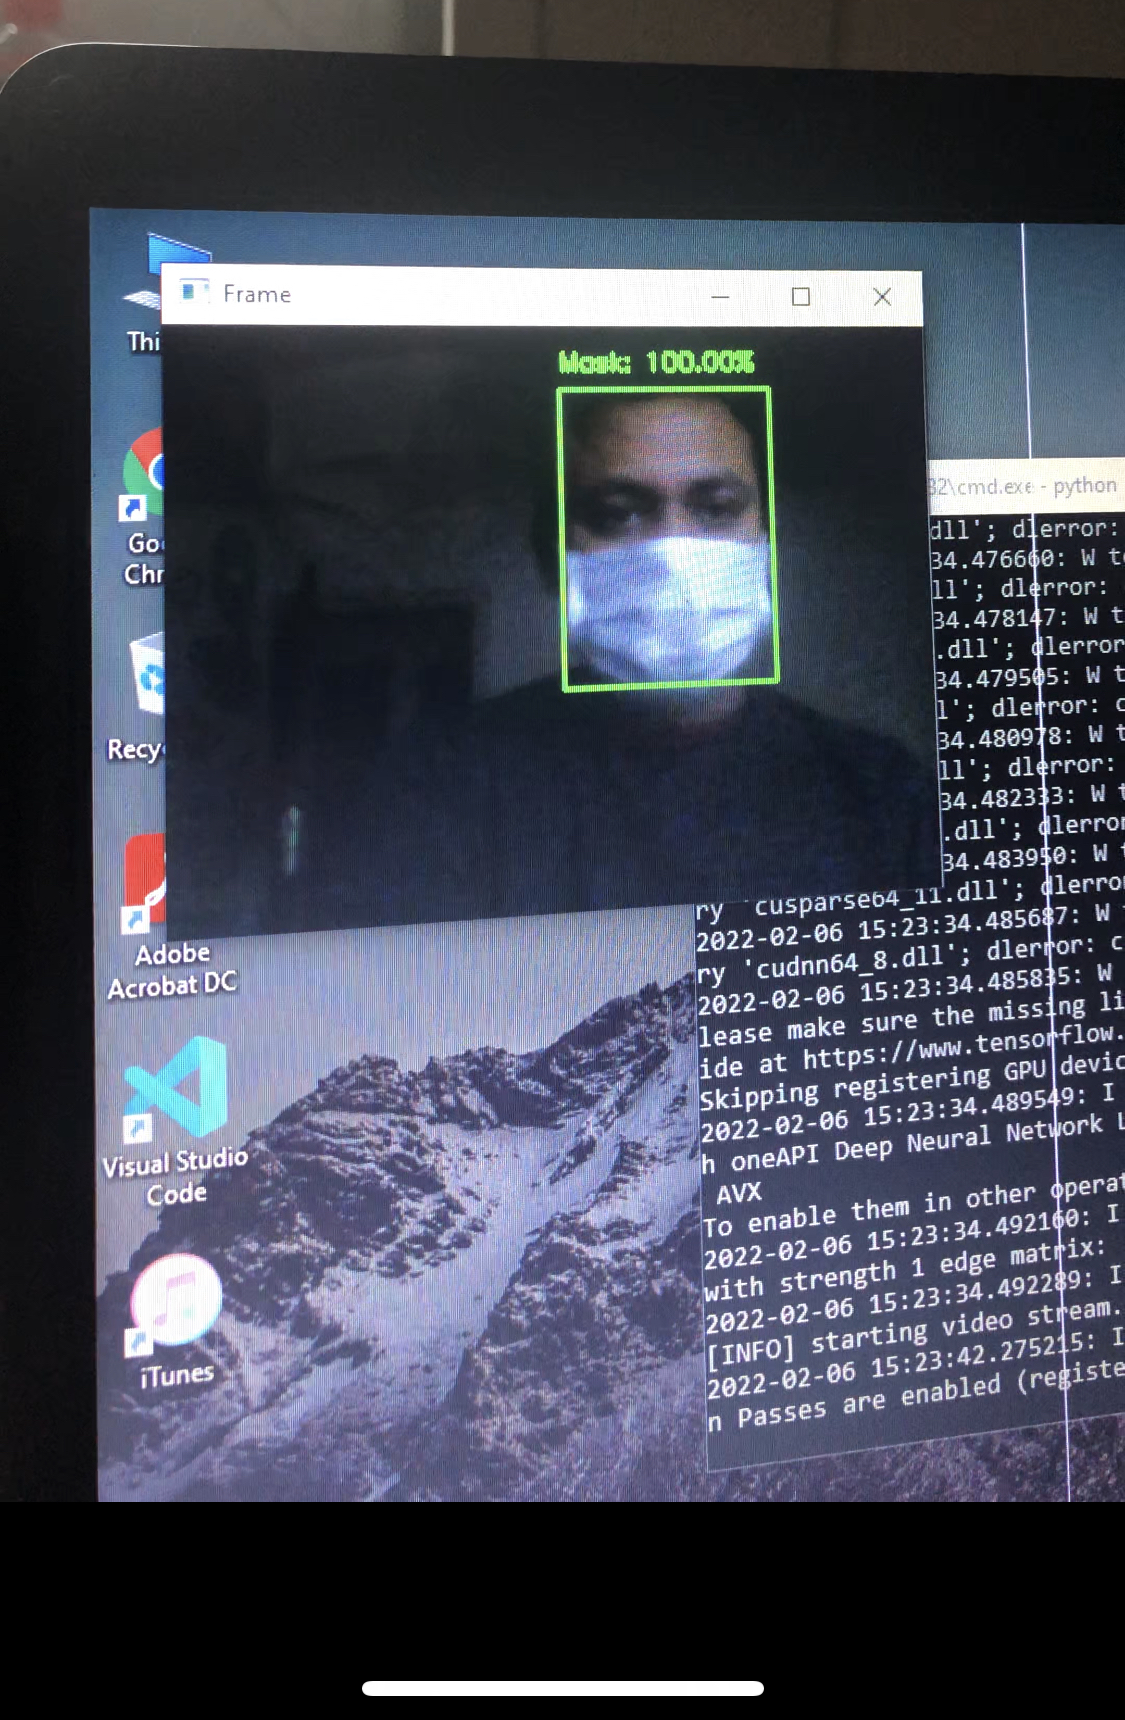 Thi
Frame
Mask: 100.00%
Go
Chr
Recy
Adobe
Acrobat DC
Visual Studio
Code
iTunes
32\cmd.exe - python
dll'; dlerror:
34.476660: W t
ll'; dlerror:
34.478147: W t
.dll'; dlerror
34.479505: W t
l'; dlerror: c
34.480978: W t
ll'; dlerror:
34.482333: W t
.dll'; dlerror
34.483950: W t
ry 'cusparse64_11.dll'; dlerro
2022-02-06 15:23:34.485687: W t
ry 'cudnn64_8.dll'; dlerror: c
2022-02-06 15:23:34.485835: W
lease make sure the missing li
ide at https://www.tensorflow.
Skipping registering GPU devic
2022-02-06 15:23:34.489549: I
h oneAPI Deep Neural Network L
AVX
To enable them in other operat
2022-02-06 15:23:34.492160: I
with strength 1 edge matrix:
2022-02-06 15:23:34.492289: I
[INFO] starting video stream.
2022-02-06 15:23:42.275215: I
n Passes are enabled (registe